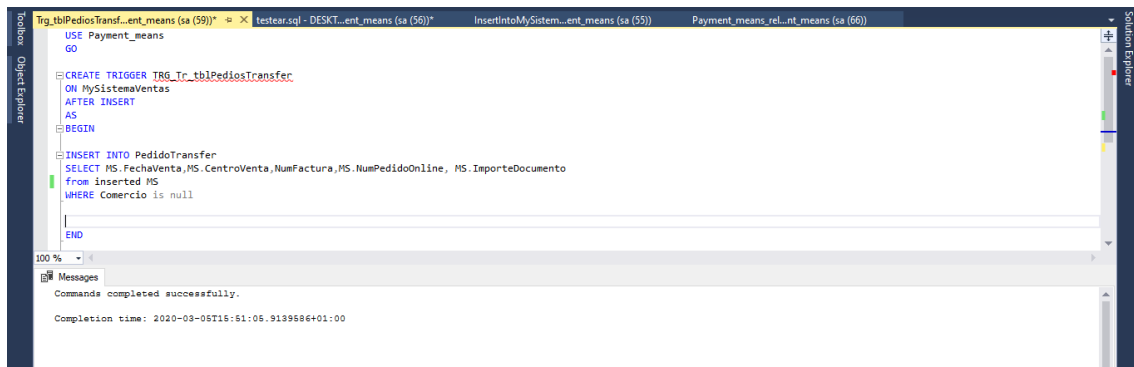 Trg_tblPediosTransf...ent_means (sa (59))* testear.sql - DESKT...ent_means (sa (56))* InsertIntoMySistem...ent_means (sa (55)) Payment_means_rel...nt_means (sa (66))
Toolbox
Object Explorer
Solution Explorer
USE Payment_means
GO
CREATE TRIGGER TRG_Tr_tblPediosTransfer
ON MySistemaVentas
AFTER INSERT
AS
BEGIN
INSERT INTO PedidoTransfer
SELECT MS.FechaVenta,MS.CentroVenta,NumFactura,MS.NumPedidoOnline, MS.ImporteDocumento
from inserted MS
WHERE Comercio is null
END
100 %
Messages
Commands completed successfully.
Completion time: 2020-03-05T15:51:05.9139586+01:00